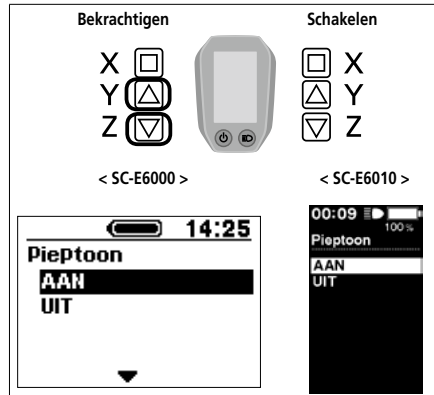 Bekrachtigen Schakelen
X X
Y Y
Z Z
< SC-E6000 > < SC-E6010 >
14:25
Pieptoon
AAN
UIT
00:09
100%
Pieptoon
AAN
UIT